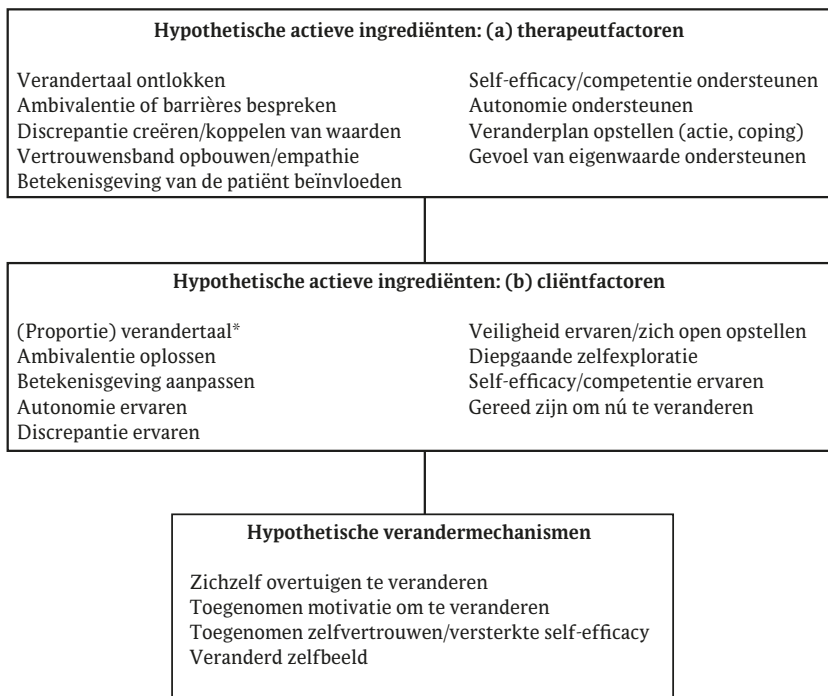 Hypothetische actieve ingrediënten: (a) therapeutfactoren
Verandertaal ontlokken
Ambivalentie of barrières bespreken
Discrepantie creëren/koppelen van waarden
Vertrouwensband opbouwen/empathie
Betekenisgeving van de patiënt beïnvloeden
Self-efficacy/competentie ondersteunen
Autonomie ondersteunen
Veranderplan opstellen (actie, coping)
Gevoel van eigenwaarde ondersteunen
Hypothetische actieve ingrediënten: (b) cliëntfactoren
(Proportie) verandertaal*
Ambivalentie oplossen
Betekenisgeving aanpassen
Autonomie ervaren
Discrepantie ervaren
Veiligheid ervaren/zich open opstellen
Diepgaande zelfexploratie
Self-efficacy/competentie ervaren
Gereed zijn om nú te veranderen
Hypothetische verandermechanismen
Zichzelf overtuigen te veranderen
Toegenomen motivatie om te veranderen
Toegenomen zelfvertrouwen/versterkte self-efficacy
Veranderd zelfbeeld